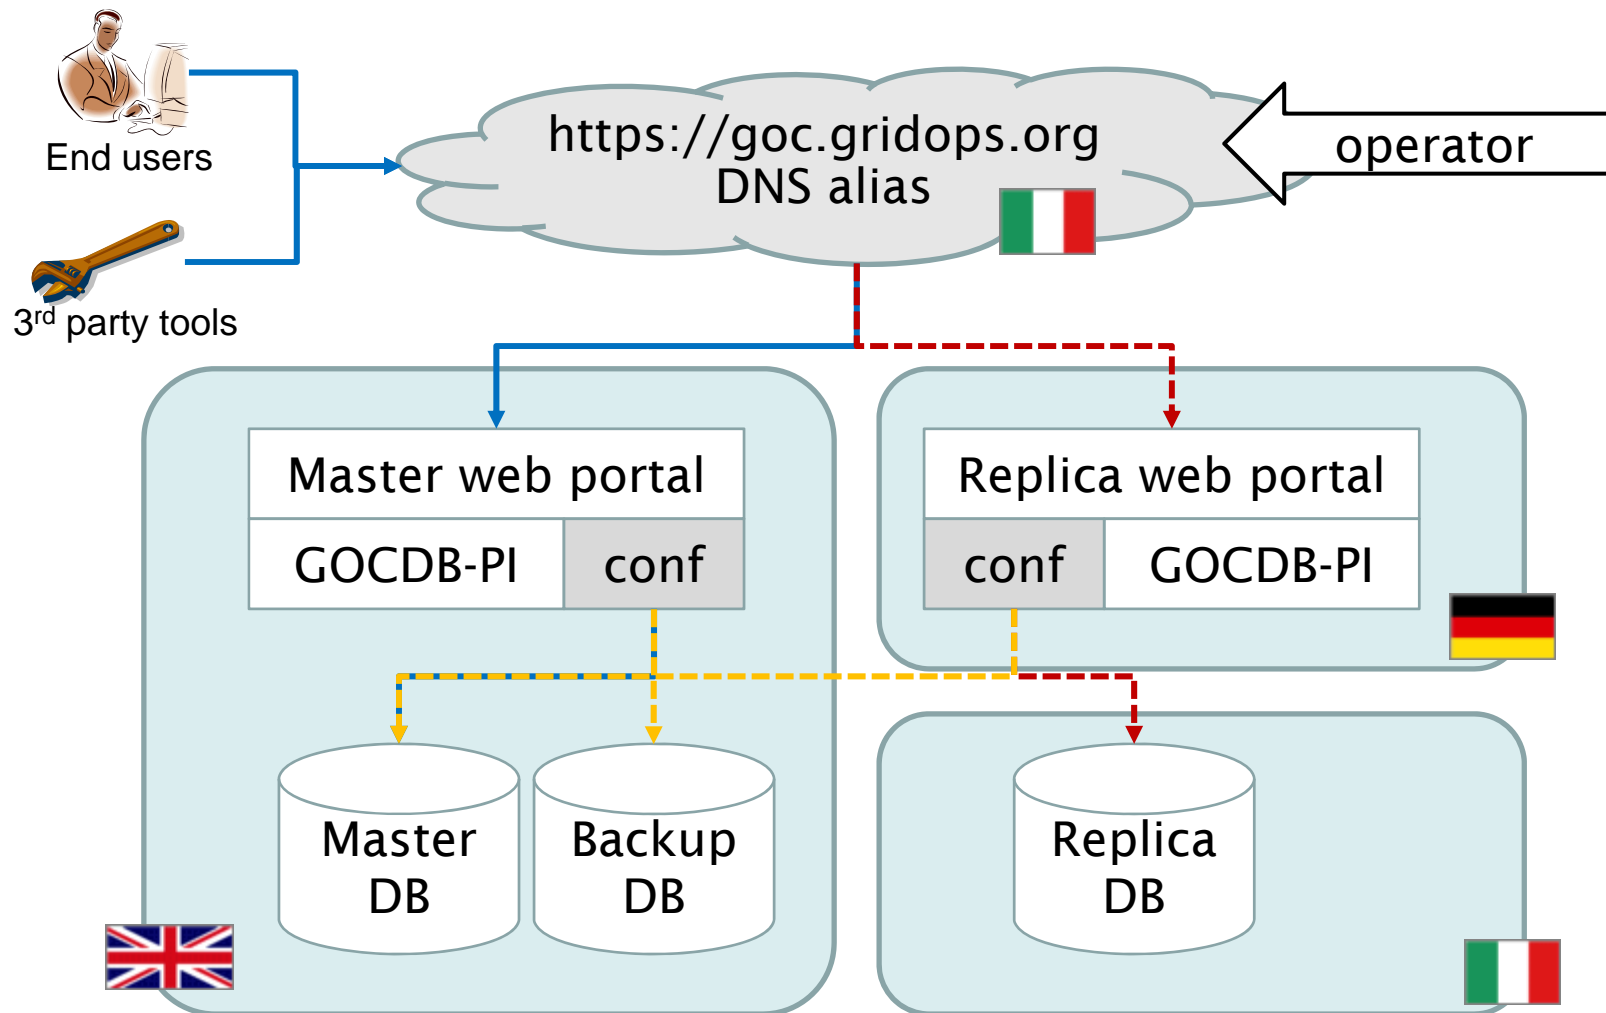 End users
3rd party tools
https://goc.gridops.org
DNS alias
operator
Master web portal
GOCDB-PI
conf
Replica web portal
conf
GOCDB-PI
Master
DB
Backup
DB
Replica
DB